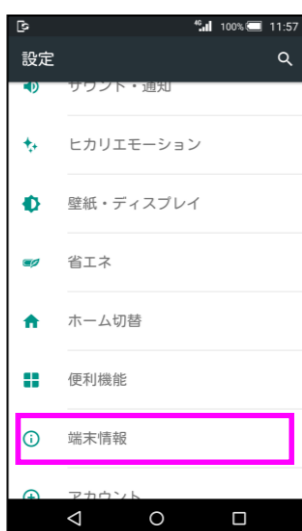 4G 100% 11:57
設定
サウンド・通知
ヒカリエモーション
壁紙・ディスプレイ
省エネ
ホーム切替
便利機能
端末情報
アカウント